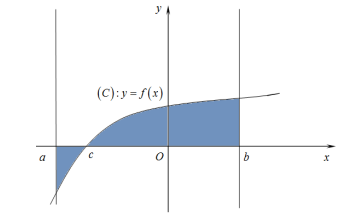 y
(C): y = f(x)
a c O b x